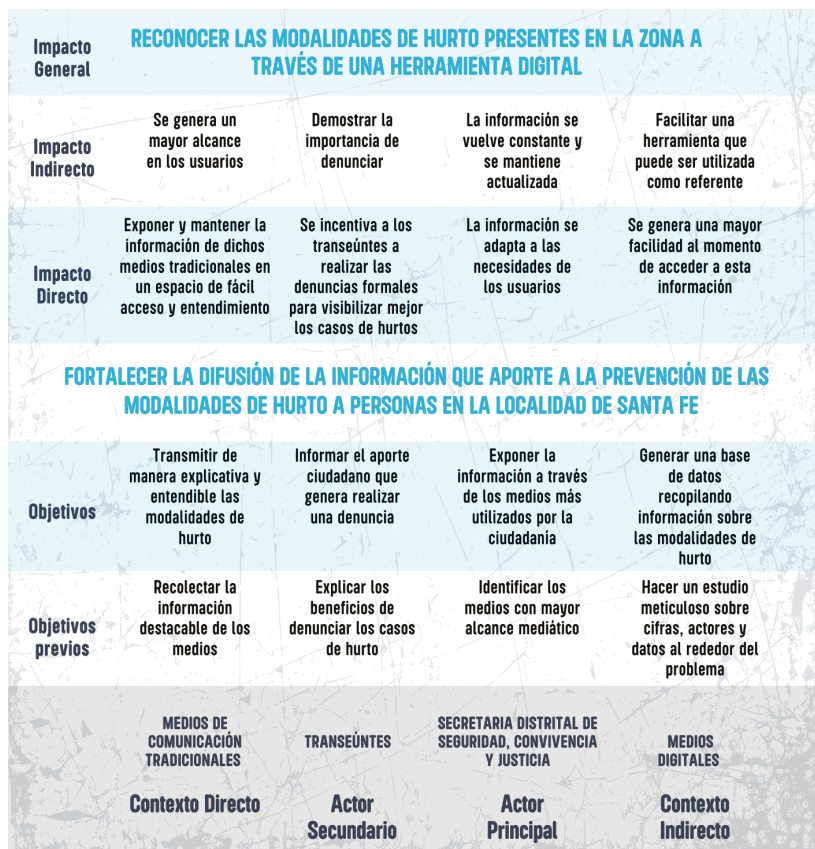 Impacto
General
RECONOCER LAS MODALIDADES DE HURTO PRESENTES EN LA ZONA A
TRAVÉS DE UNA HERRAMIENTA DIGITAL
Impacto
Indirecto
Se genera un
mayor alcance
en los usuarios
Demostrar la
importancia de
denunciar
La información se
vuelve constante y
se mantiene
actualizada
Facilitar una
herramienta que
puede ser utilizada
como referente
Impacto
Directo
Exponer y mantener la
información de dichos
medios tradicionales en
un espacio de fácil
acceso y entendimiento
Se incentiva a los
transeúntes a
realizar las
denuncias formales
para visibilizar mejor
los casos de hurtos
La información se
adapta a las
necesidades de
los usuarios
Se genera una mayor
facilidad al momento
de acceder a esta
información
FORTALECER LA DIFUSIÓN DE LA INFORMACIÓN QUE APORTE A LA PREVENCIÓN DE LAS
MODALIDADES DE HURTO A PERSONAS EN LA LOCALIDAD DE SANTA FE
Objetivos
Transmitir de
manera explicativa y
entendible las
modalidades de
hurto
Informar el aporte
ciudadano que
genera realizar
una denuncia
Exponer la
información a través
de los medios más
utilizados por la
ciudadanía
Generar una base
de datos
recopilando
información sobre
las modalidades de
hurto
Objetivos
previos
Recolectar la
información
destacable de los
medios
Explicar los
beneficios de
denunciar los casos
de hurto
Identificar los
medios con mayor
alcance mediático
Hacer un estudio
meticuloso sobre
cifras, actores y
datos al rededor del
problema
MEDIOS DE
COMUNICACIÓN
TRADICIONALES
TRANSEÚNTES
SECRETARIA DISTRITAL DE
SEGURIDAD, CONVIVENCIA
Y JUSTICIA
MEDIOS
DIGITALES
Contexto Directo
Actor
Secundario
Actor
Principal
Contexto
Indirecto